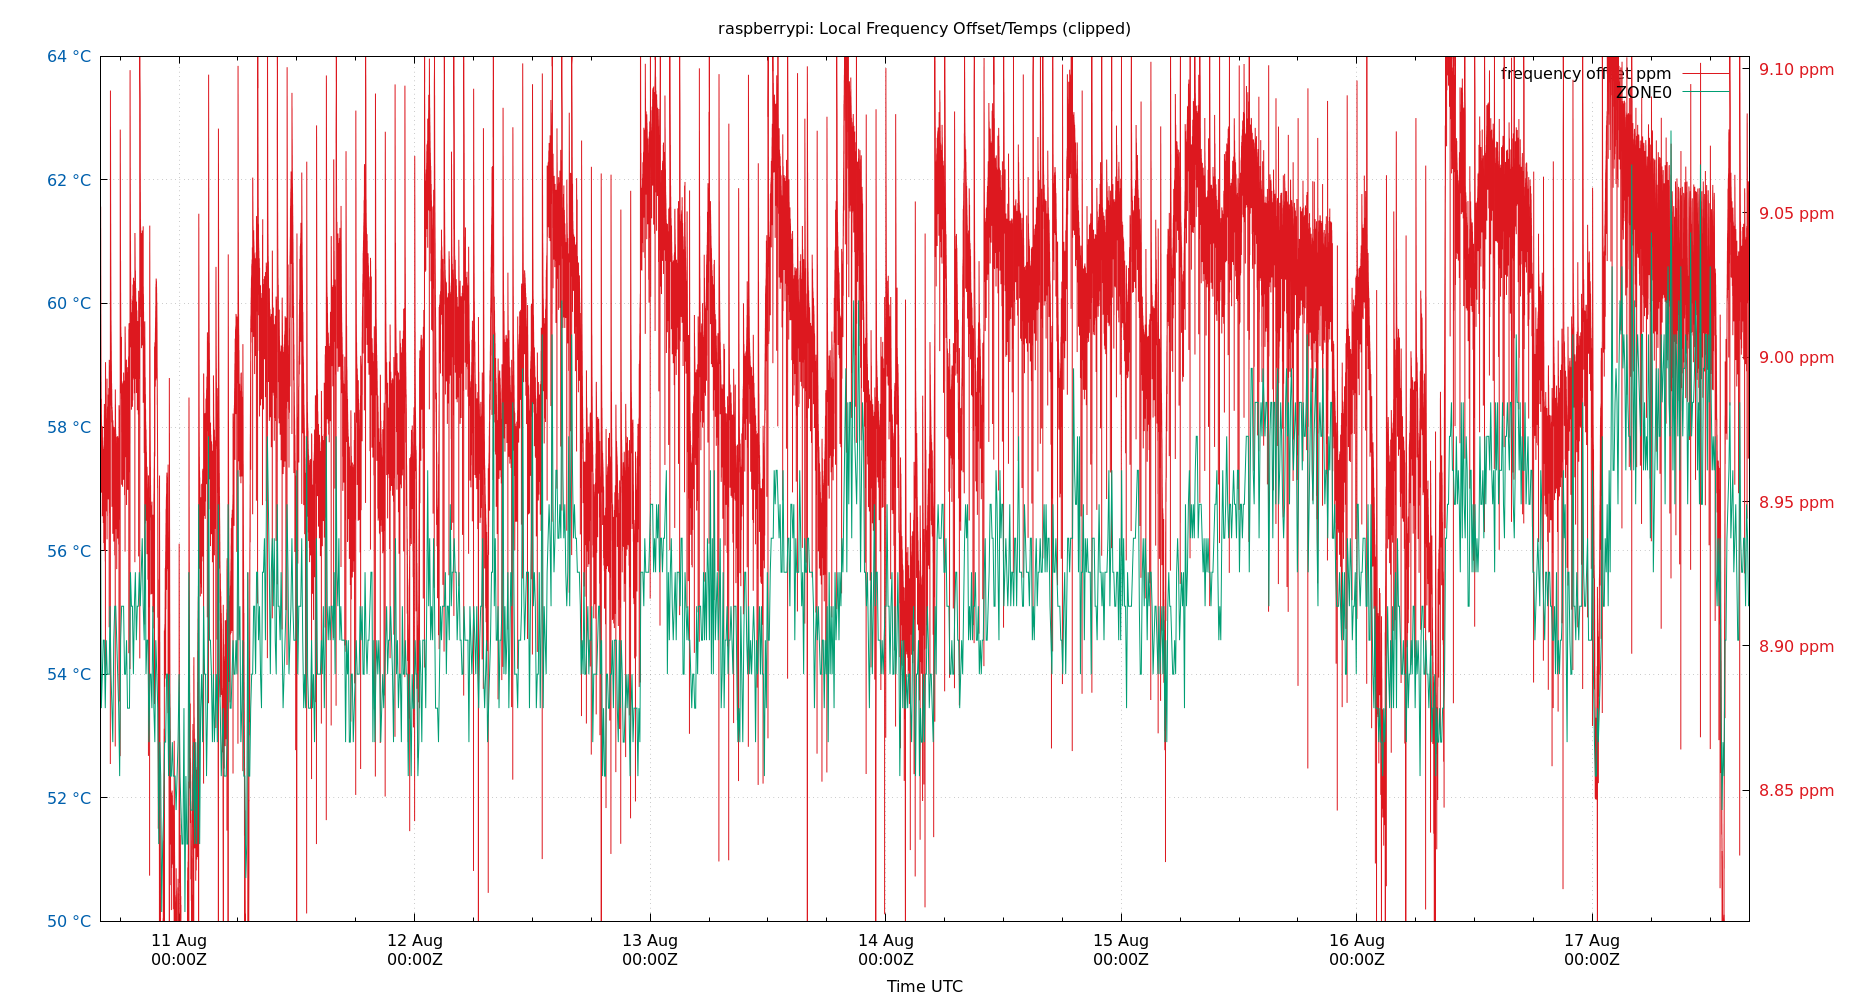 raspberrypi: Local Frequency Offset/Temps (clipped)
64 °C
62 °C
60 °C
58 °C
56 °C
54 °C
52 °C
50 °C
frequency offset ppm
ZONE0
9.10 ppm
9.05 ppm
9.00 ppm
8.95 ppm
8.90 ppm
8.85 ppm
11 Aug
00:00Z
12 Aug
00:00Z
13 Aug
00:00Z
14 Aug
00:00Z
15 Aug
00:00Z
16 Aug
00:00Z
17 Aug
00:00Z
Time UTC